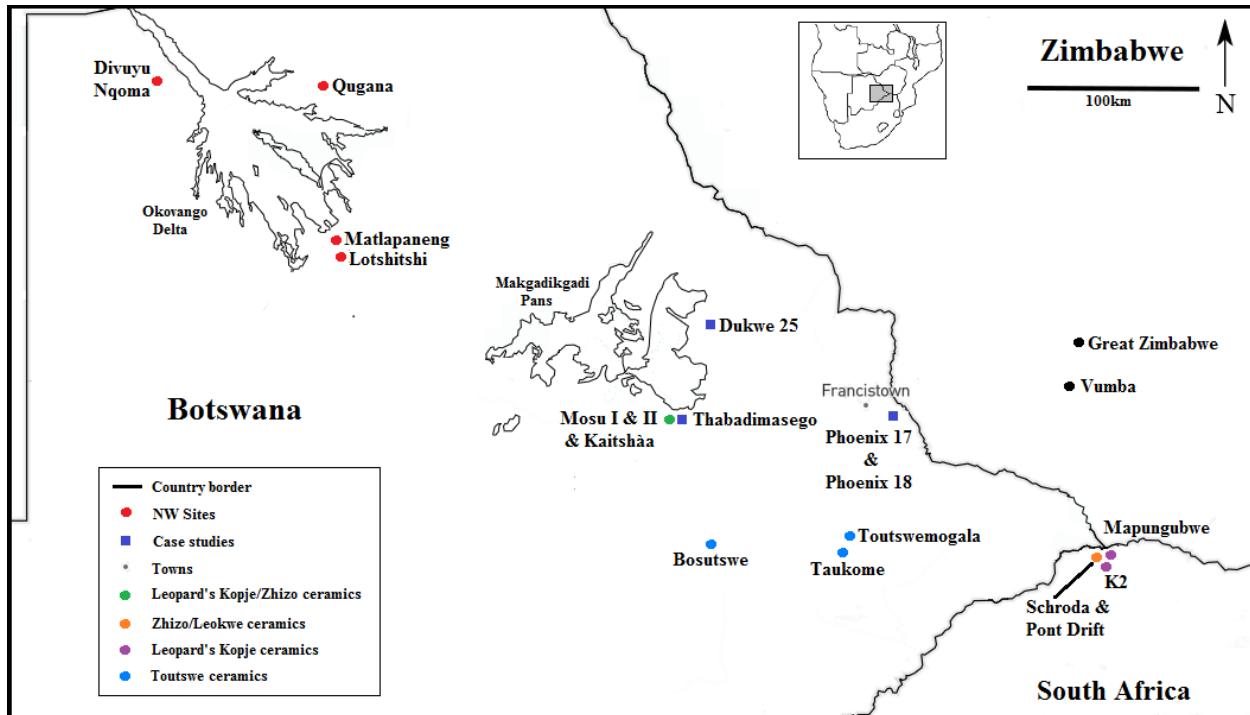 Zimbabwe
100km
N
Divuyu
Nqoma
Qugana
Okovango
Delta
Matlapaneng
Lotshitshi
Makgadikgadi
Pans
Dukwe 25
Great Zimbabwe
Vumba
Francistown
Botswana
Mosu I & II
& Kaitshàa
Thabadimasego
Phoenix 17
&
Phoenix 18
Bosutswe
Toutswemogala
Taukome
Mapungubwe
K2
Schroda &
Pont Drift
South Africa
Country border
NW Sites
Case studies
Towns
Leopard's Kopje/Zhizo ceramics
Zhizo/Leokwe ceramics
Leopard's Kopje ceramics
Toutswe ceramics